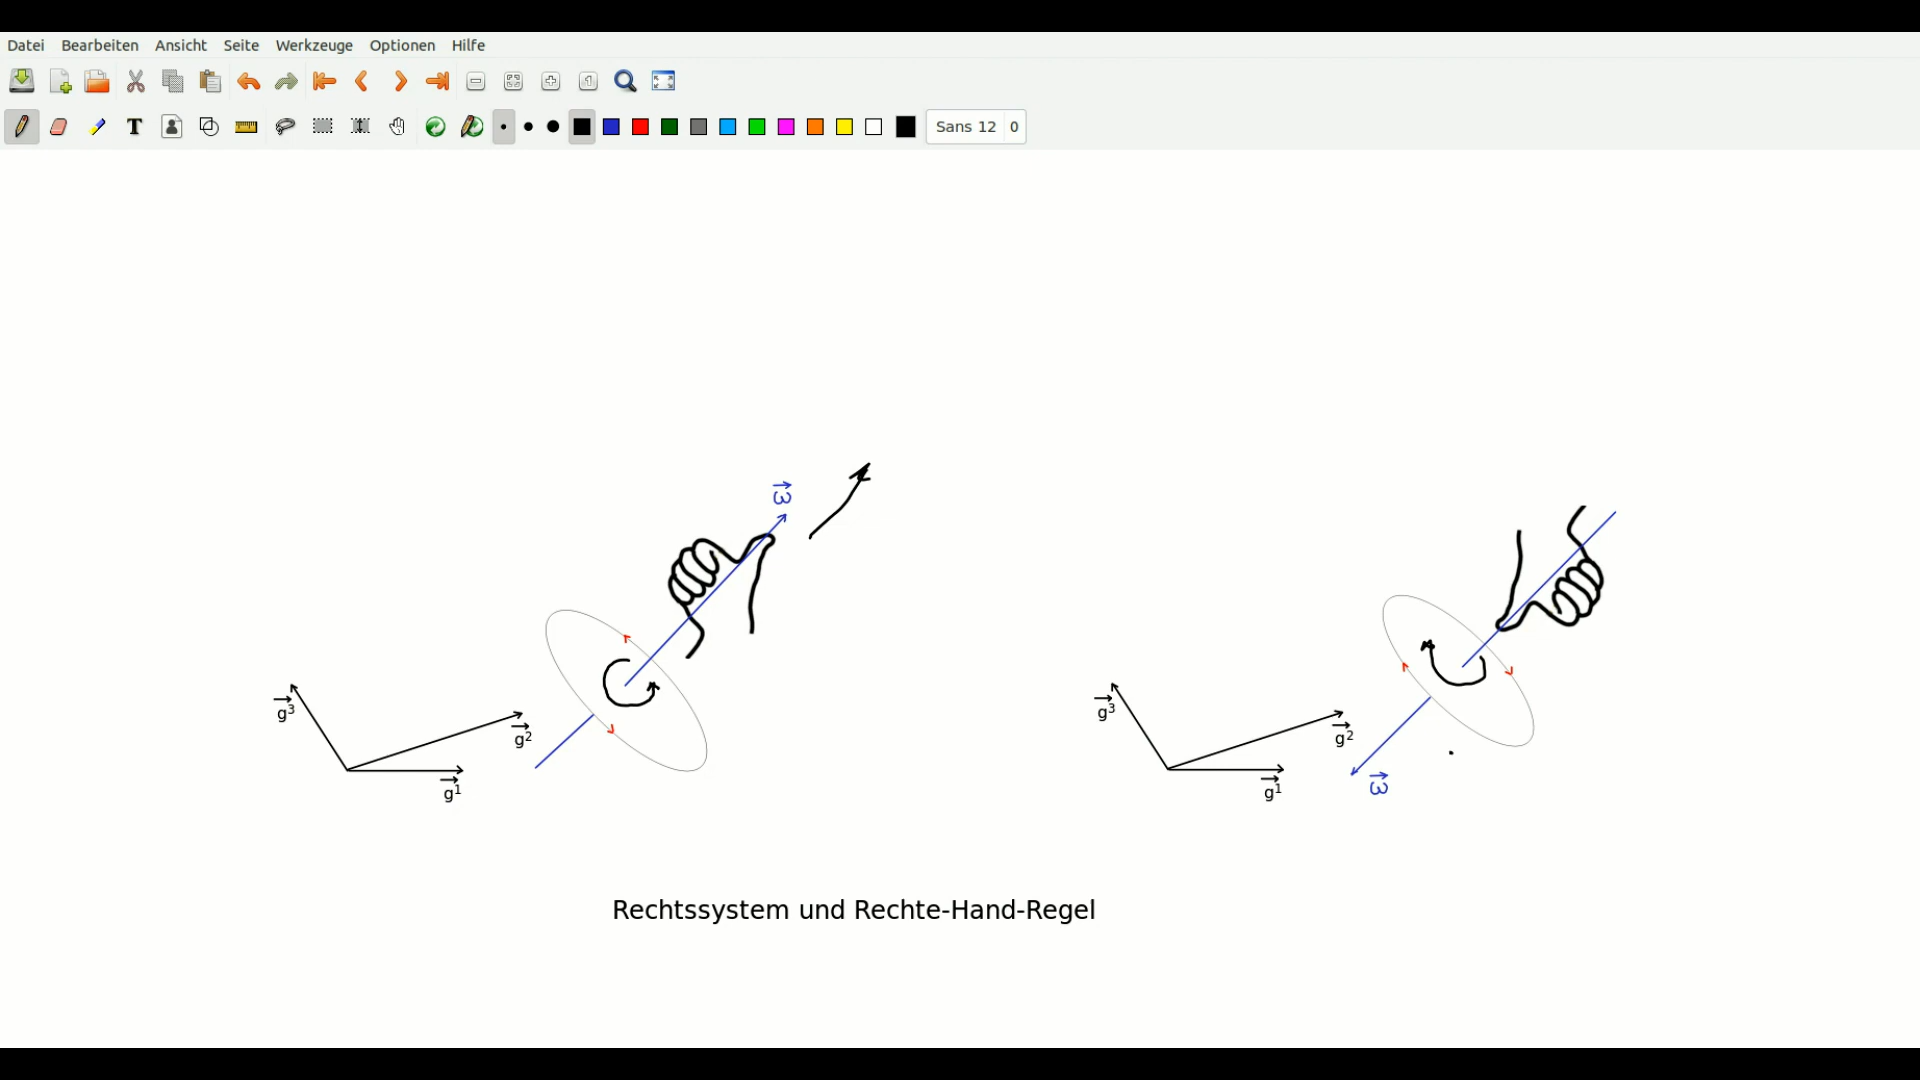 Datei Bearbeiten Ansicht Seite Werkzeuge Optionen Hilfe
T Sans 12 0
ω⃗
g³ g² g¹
g³ g² g¹
ω⃗
Rechtssystem und Rechte-Hand-Regel